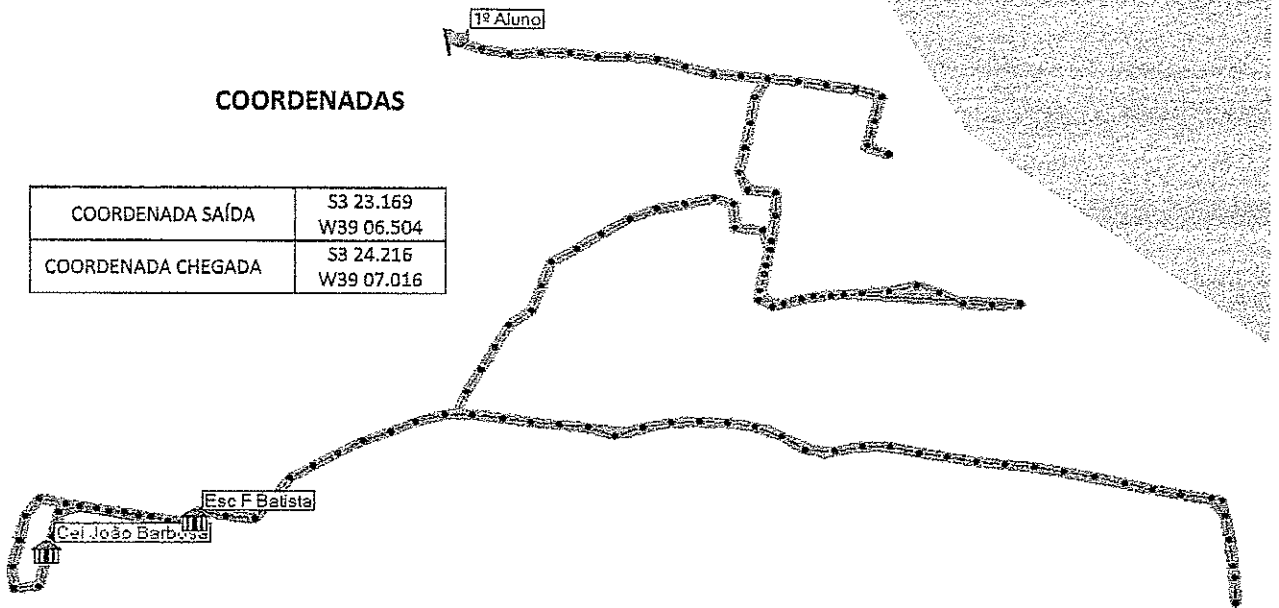 1º Aluno
COORDENADAS
COORDENADA SAÍDA
S3 23.169
W39 06.504
COORDENADA CHEGADA
S3 24.216
W39 07.016
Esc F Batista
Cei João Barbosa